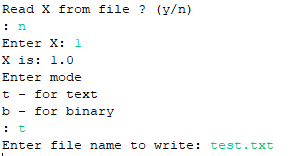 Read X from file ? (y/n)
: n
Enter X: 1
X is: 1.0
Enter mode
t - for text
b - for binary
: t
Enter file name to write: test.txt